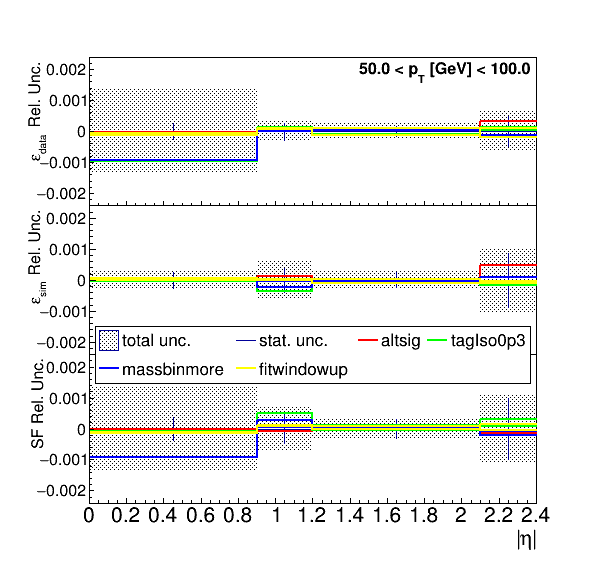 50.0 < p_T [GeV] < 100.0
ε_data Rel. Unc.
0.002
0.001
0
−0.001
−0.002
ε_sim Rel. Unc.
0.002
0.001
0
−0.001
−0.002
total unc. stat. unc. altsig tagIso0p3
massbinmore fitwindowup
SF Rel. Unc.
0.002
0.001
0
−0.001
−0.002
0 0.2 0.4 0.6 0.8 1 1.2 1.4 1.6 1.8 2 2.2 2.4
|η|